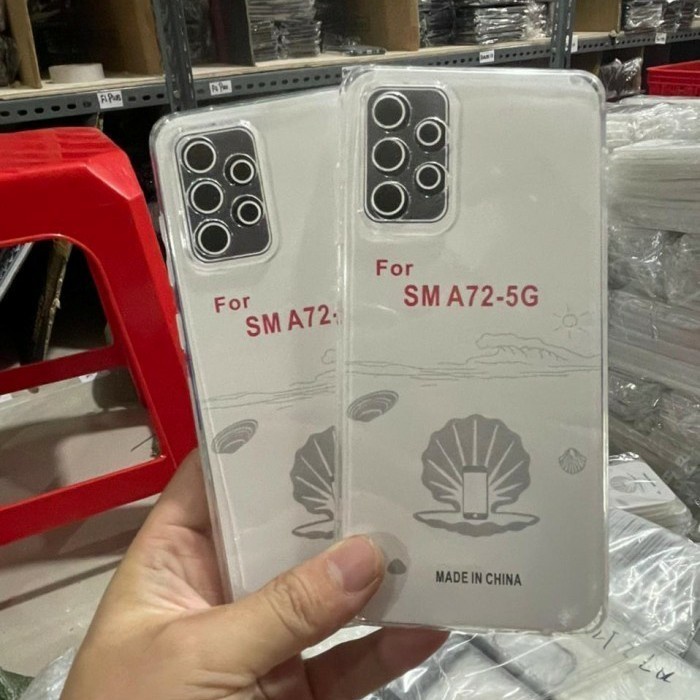 For
SM A72-
For
SM A72-5G
MADE IN CHINA